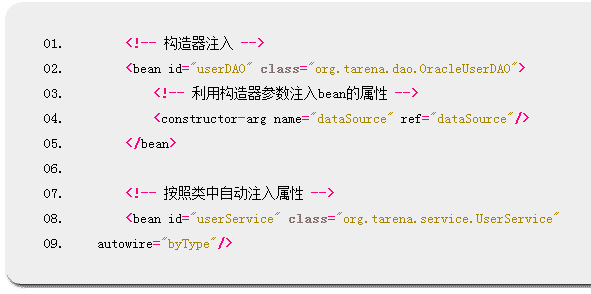 01. <!-- 构造器注入 -->
02. <bean id="userDAO" class="org.tarena.dao.OracleUserDAO">
03. <!-- 利用构造器参数注入bean的属性 -->
04. <constructor-arg name="dataSource" ref="dataSource"/>
05. </bean>
06.
07. <!-- 按照类中自动注入属性 -->
08. <bean id="userService" class="org.tarena.service.UserService"
09. autowire="byType"/>